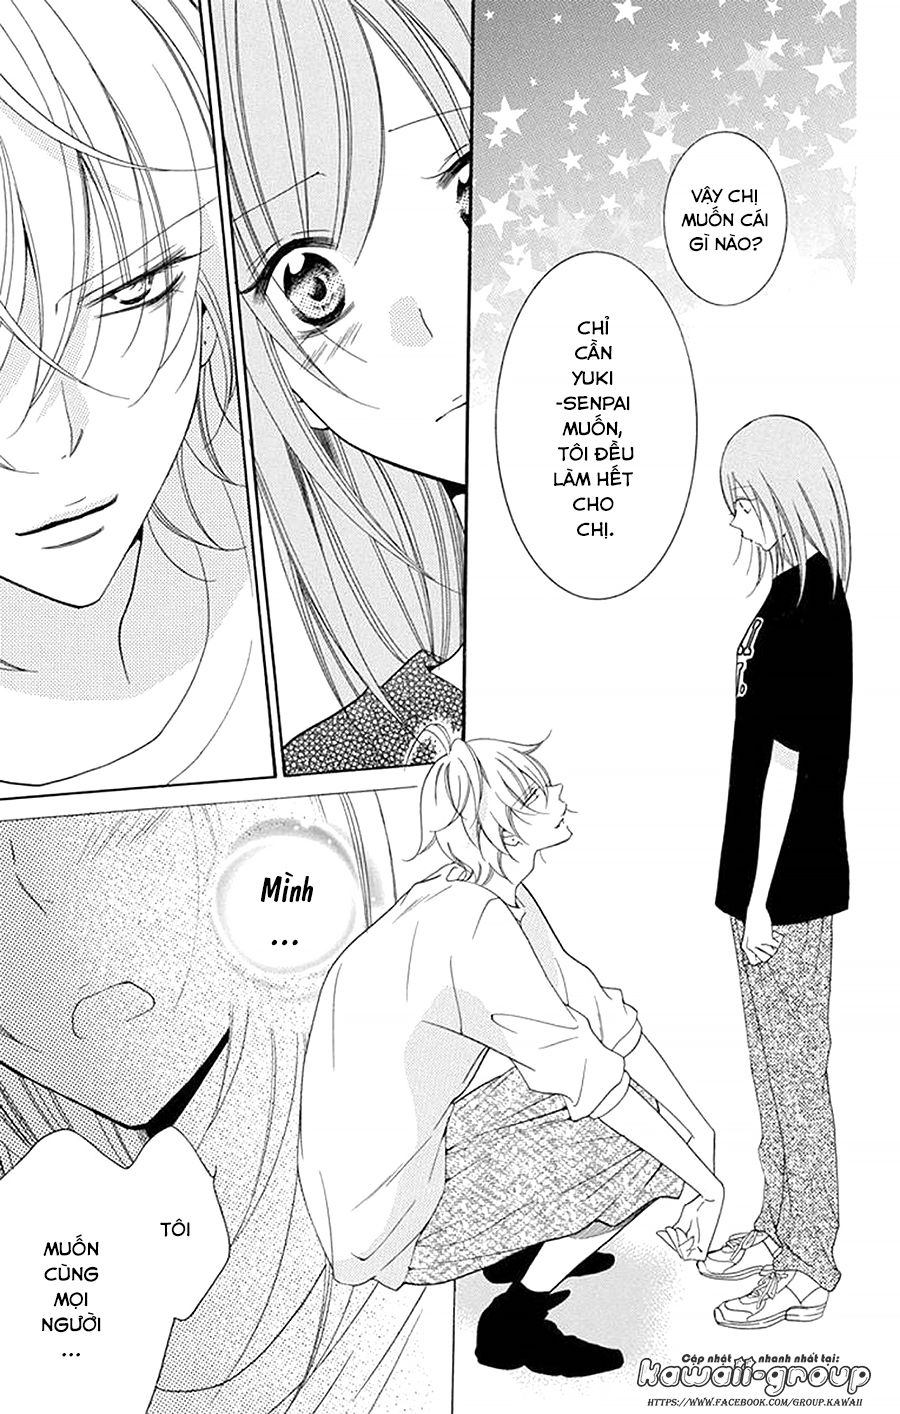 VẬY CHỊ
MUỐN CÁI
GÌ NÀO?
CHỈ
CẦN
YUKI
-SENPAI
MUỐN,
TÔI ĐỀU
LÀM HẾT
CHO
CHỊ.
Mình
...
TÔI
MUỐN
CÙNG
MỌI
NGƯỜI
...
Cập nhật nhanh nhất tại:
kawaii-group
HTTPS://WWW.FACEBOOK.COM/GROUP.KAWAII